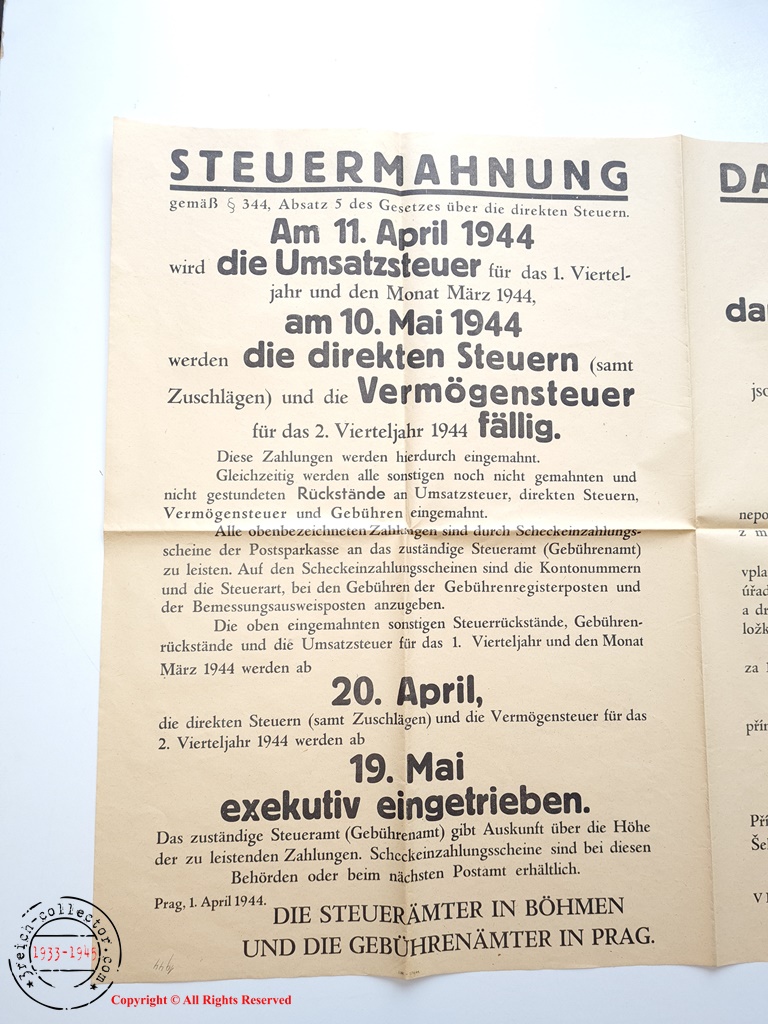 STEUERMAHNUNG
gemäß § 344, Absatz 5 des Gesetzes über die direkten Steuern.
Am 11. April 1944
wird die Umsatzsteuer für das 1. Viertel-
jahr und den Monat März 1944,
am 10. Mai 1944
werden die direkten Steuern (samt
Zuschlägen) und die Vermögensteuer
für das 2. Vierteljahr 1944 fällig.
Diese Zahlungen werden hierdurch eingemahnt.
Gleichzeitig werden alle sonstigen noch nicht gemahnten und
nicht gestundeten Rückstände an Umsatzsteuer, direkten Steuern,
Vermögensteuer und Gebühren eingemahnt.
Alle obenbezeichneten Zahlungen sind durch Scheckeinzahlungs-
scheine der Postsparkasse an das zuständige Steueramt (Gebührenamt)
zu leisten. Auf den Scheckeinzahlungsscheinen sind die Kontonummern
und die Steuerart, bei den Gebühren der Gebührenregisterposten und
der Bemessungsausweisposten anzugeben.
Die oben eingemahnten sonstigen Steuerrückstände, Gebühren-
rückstände und die Umsatzsteuer für das 1. Vierteljahr und den Monat
März 1944 werden ab
20. April,
die direkten Steuern (samt Zuschlägen) und die Vermögensteuer für das
2. Vierteljahr 1944 werden ab
19. Mai
exekutiv eingetrieben.
Das zuständige Steueramt (Gebührenamt) gibt Auskunft über die Höhe
der zu leistenden Zahlungen. Scheckeinzahlungsscheine sind bei diesen
Behörden oder beim nächsten Postamt erhältlich.
Prag, 1. April 1944.
DIE STEUERÄMTER IN BÖHMEN
UND DIE GEBÜHRENÄMTER IN PRAG.
DA
da
jso
nepo
z m
vpla
úřad
a dr
ložk
za
pří
Še
V
3reich-collector.com
1933-1945
Copyright © All Rights Reserved